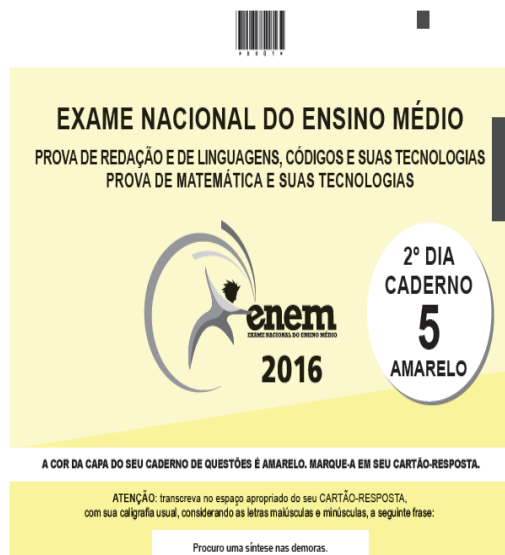 *P001*
EXAME NACIONAL DO ENSINO MÉDIO
PROVA DE REDAÇÃO E DE LINGUAGENS, CÓDIGOS E SUAS TECNOLOGIAS
PROVA DE MATEMÁTICA E SUAS TECNOLOGIAS
2º DIA
CADERNO
5
AMARELO
enem
EXAME NACIONAL DO ENSINO MÉDIO
2016
A COR DA CAPA DO SEU CADERNO DE QUESTÕES É AMARELO. MARQUE-A EM SEU CARTÃO-RESPOSTA.
ATENÇÃO: transcreva no espaço apropriado do seu CARTÃO-RESPOSTA,
com sua caligrafia usual, considerando as letras maiúsculas e minúsculas, a seguinte frase:
Procuro uma síntese nas demoras.